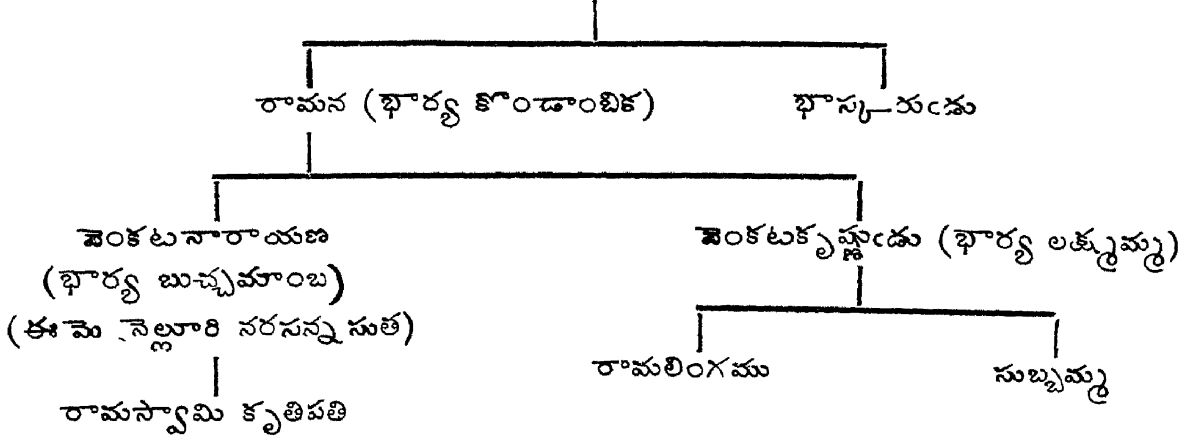 రామన (భార్య కొండాంబిక) భాస్కరుఁడు
వెంకటనారాయణ వెంకటకృష్ణుఁడు (భార్య లక్ష్మమ్మ)
(భార్య బుచ్చమాంబ)
(ఈమె నెల్లూరి నరసన్న సుత)
రామలింగము సుబ్బమ్మ
రామస్వామి కృతిపతి